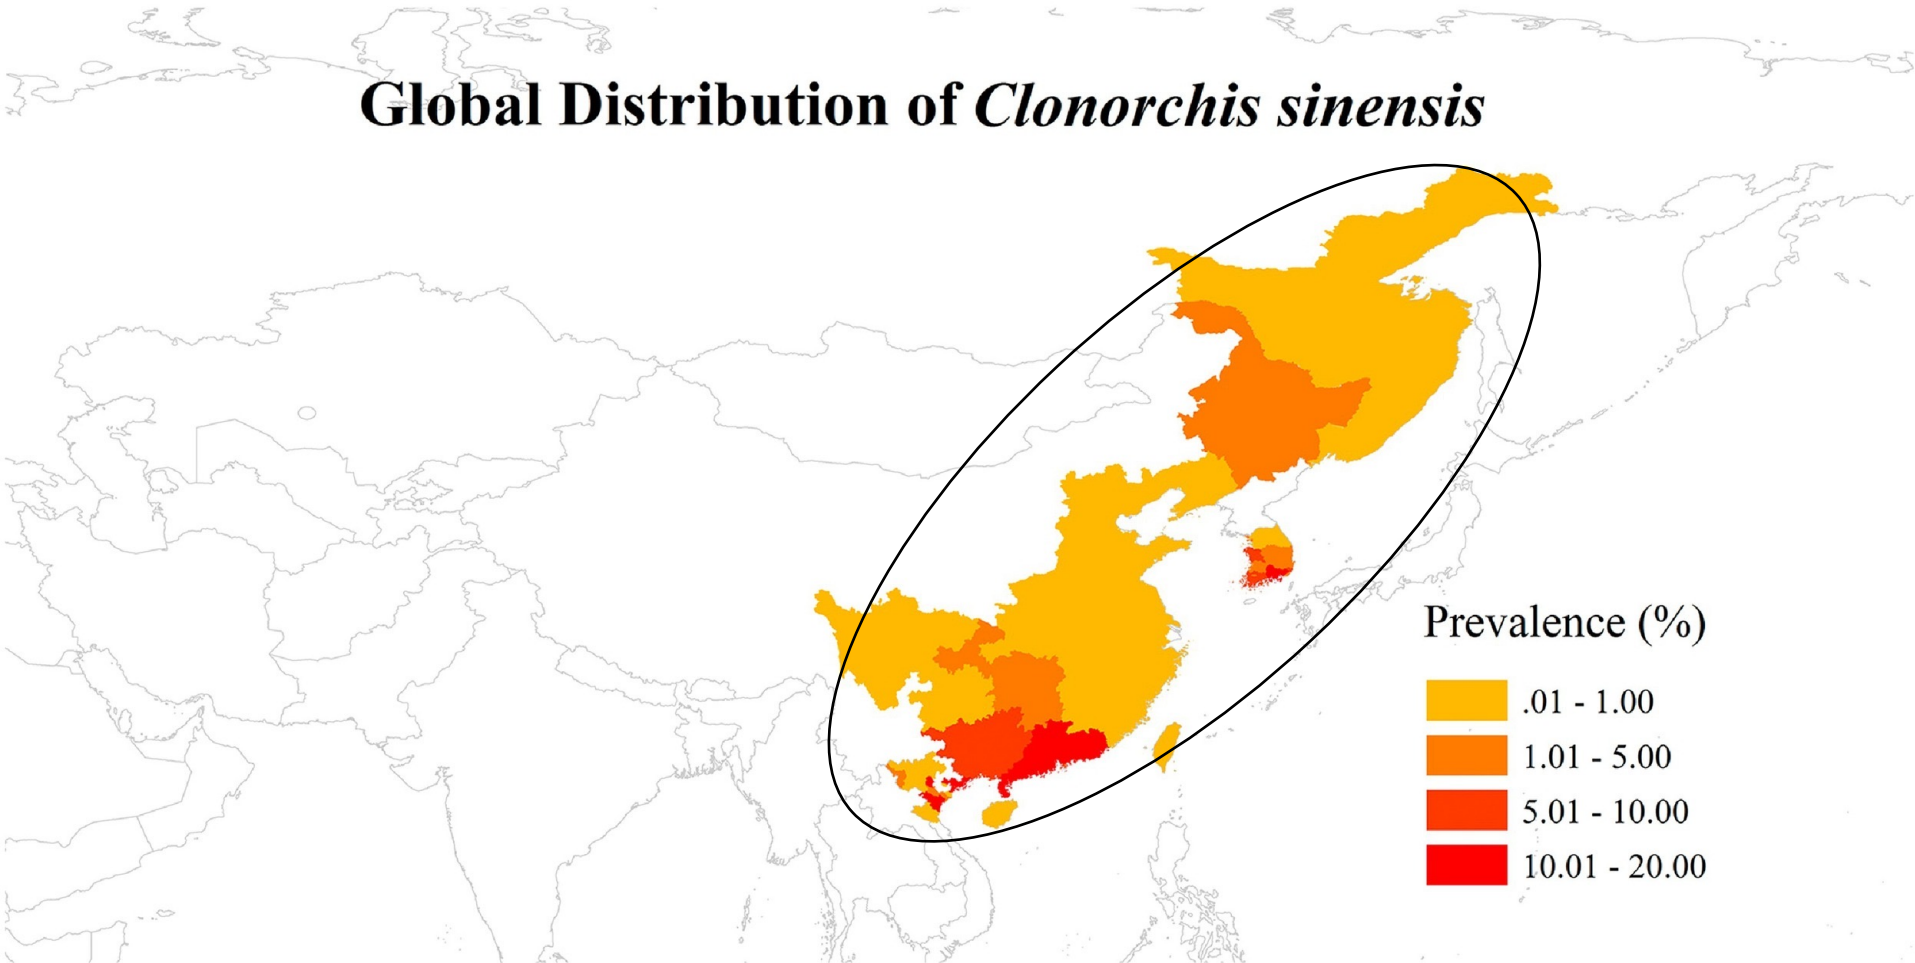 Global Distribution of Clonorchis sinensis
Prevalence (%)
.01 - 1.00
1.01 - 5.00
5.01 - 10.00
10.01 - 20.00